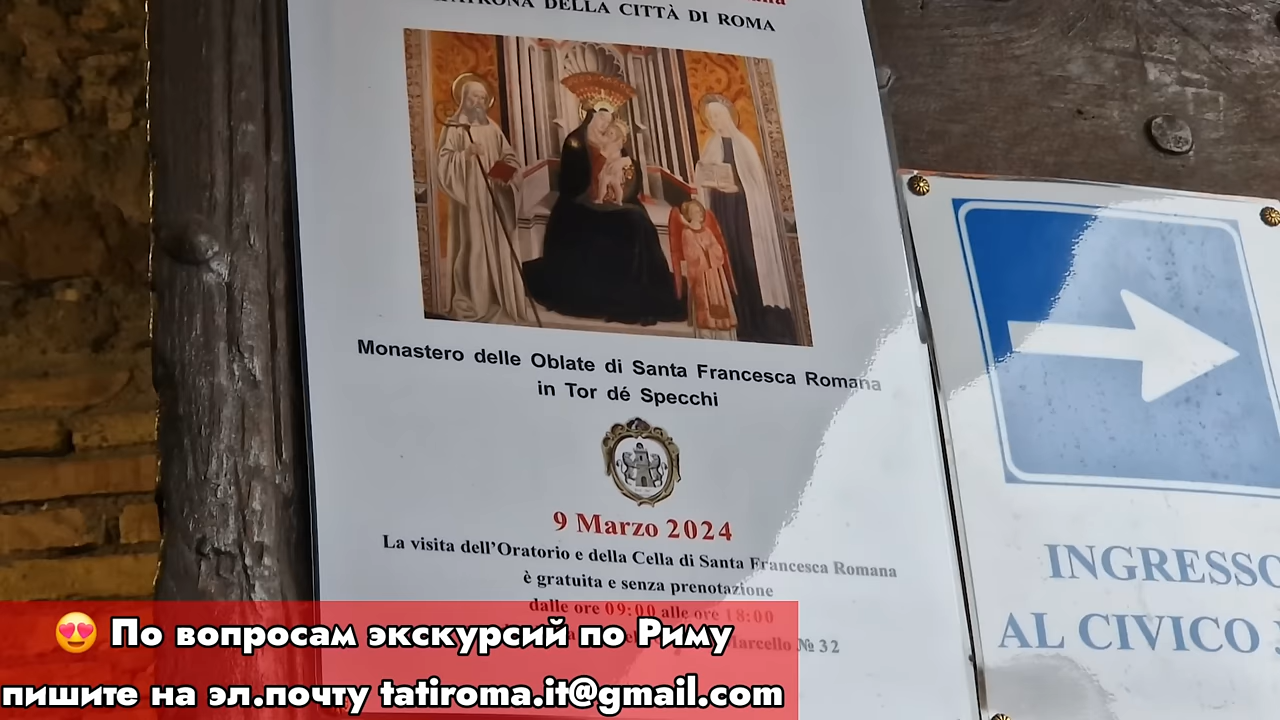 PATRONA DELLA CITTÀ DI ROMA
Monastero delle Oblate di Santa Francesca Romana
in Tor dé Specchi
9 Marzo 2024
La visita dell'Oratorio e della Cella di Santa Francesca Romana
è gratuita e senza prenotazione
dalle ore 09:00 alle ore 18:00
Marcello № 32
INGRESSO
AL CIVICO
😍 По вопросам экскурсий по Риму
пишите на эл.почту tatiroma.it@gmail.com